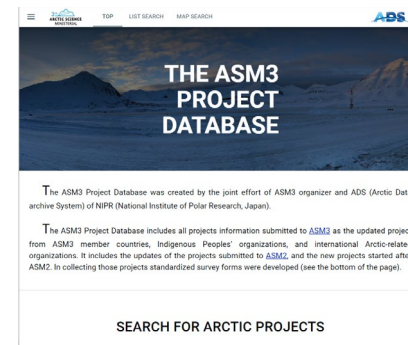 ARCTIC SCIENCE
MINISTERIAL
TOP LIST SEARCH MAP SEARCH
ADS
THE ASM3
PROJECT
DATABASE
The ASM3 Project Database was created by the joint effort of ASM3 organizer and ADS (Arctic Dat
archive System) of NIPR (National Institute of Polar Research, Japan).
The ASM3 Project Database includes all projects information submitted to ASM3 as the updated projec
from ASM3 member countries, Indigenous Peoples' organizations, and international Arctic-relate
organizations. It includes the updates of the projects submitted to ASM2, and the new projects started afte
ASM2. In collecting those projects standardized survey forms were developed (see the bottom of the page).
SEARCH FOR ARCTIC PROJECTS